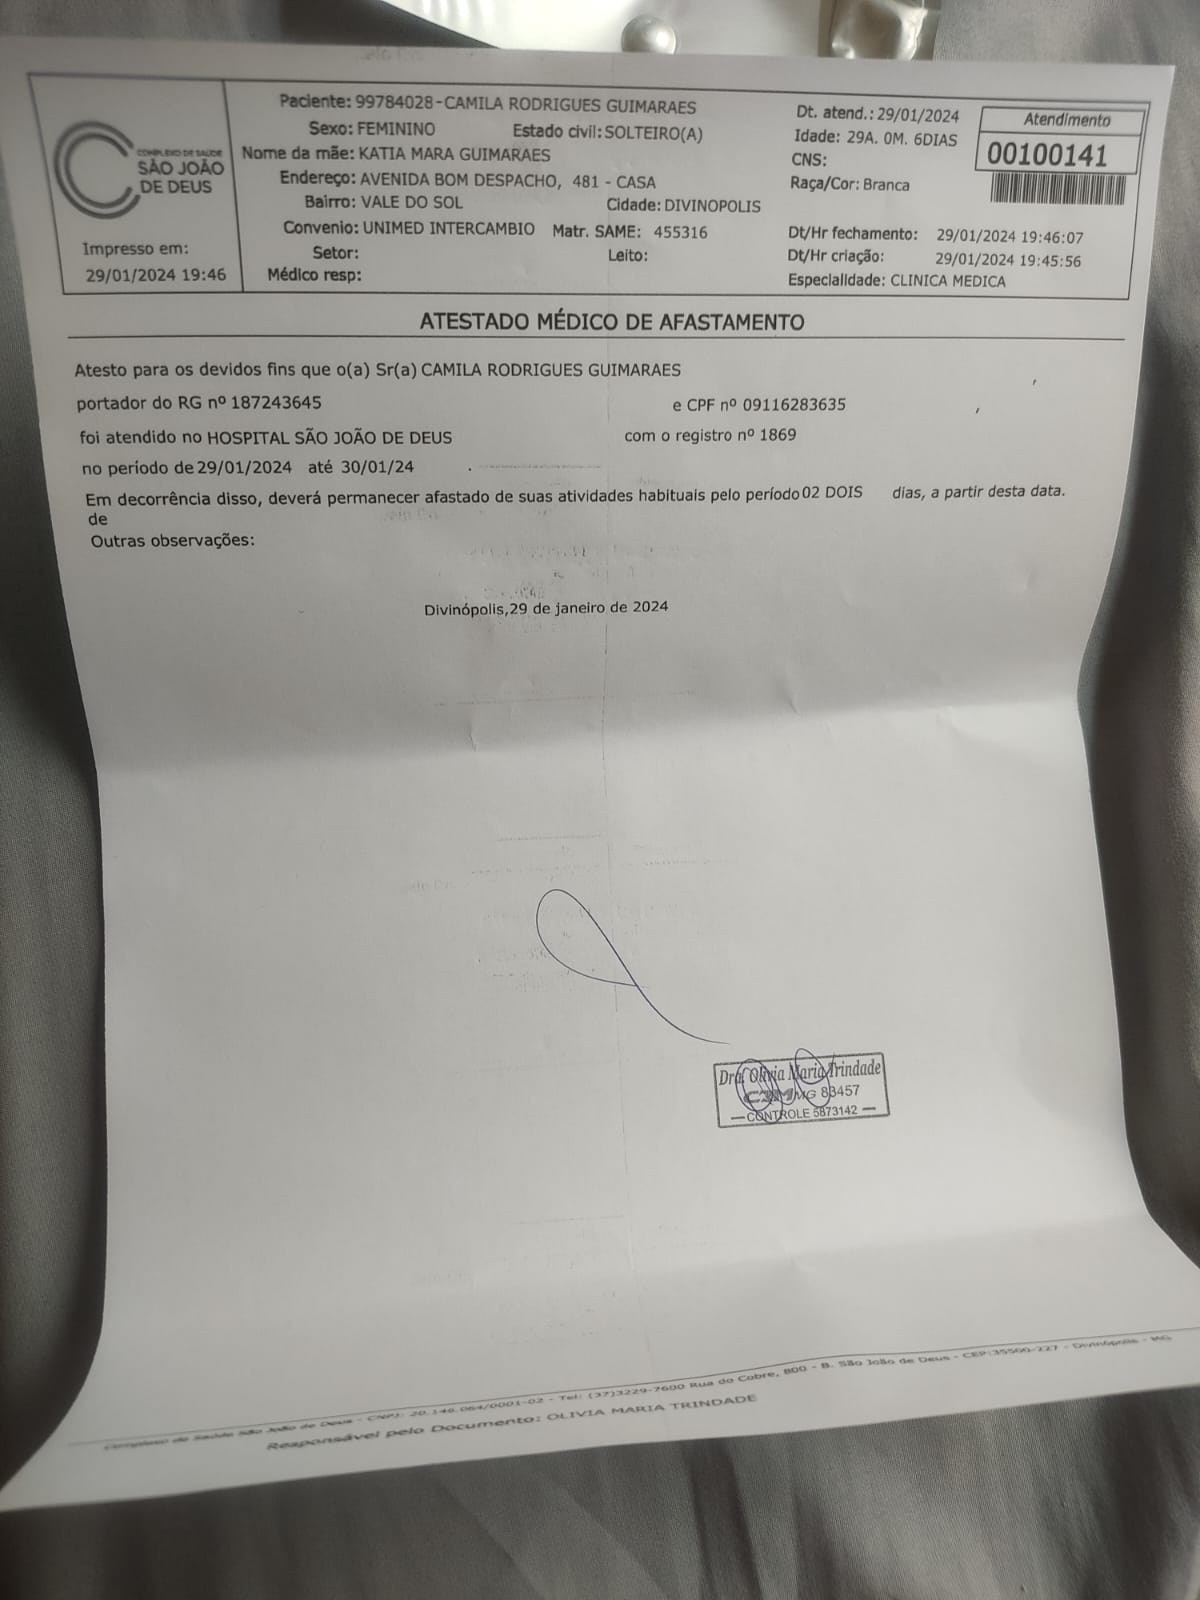 COMPLEXO DE SAÚDE
SÃO JOÃO
DE DEUS
Impresso em:
29/01/2024 19:46
Paciente: 99784028-CAMILA RODRIGUES GUIMARAES
Sexo: FEMININO Estado civil: SOLTEIRO(A)
Nome da mãe: KATIA MARA GUIMARAES
Endereço: AVENIDA BOM DESPACHO, 481 - CASA
Bairro: VALE DO SOL Cidade: DIVINOPOLIS
Convenio: UNIMED INTERCAMBIO Matr. SAME: 455316
Setor: Leito:
Médico resp:
Dt. atend.: 29/01/2024
Idade: 29A. 0M. 6DIAS
CNS:
Raça/Cor: Branca
Dt/Hr fechamento: 29/01/2024 19:46:07
Dt/Hr criação: 29/01/2024 19:45:56
Especialidade: CLINICA MEDICA
Atendimento
00100141
ATESTADO MÉDICO DE AFASTAMENTO
Atesto para os devidos fins que o(a) Sr(a) CAMILA RODRIGUES GUIMARAES
portador do RG nº 187243645 e CPF nº 09116283635
foi atendido no HOSPITAL SÃO JOÃO DE DEUS com o registro nº 1869
no período de 29/01/2024 até 30/01/24 .
Em decorrência disso, deverá permanecer afastado de suas atividades habituais pelo período 02 DOIS dias, a partir desta data.
de
Outras observações:
Divinópolis,29 de janeiro de 2024
Dra. Olivia Maria Trindade
CRMMG 83457
CONTROLE 5873142
Complexo de Saúde São João de Deus - CNPJ: 20.146.064/0001-02 - Tel: (37)3229-7600 Rua do Cobre, 800 - B. São João de Deus - CEP:35500-227 - Divinópolis - MG
Responsável pelo Documento: OLIVIA MARIA TRINDADE